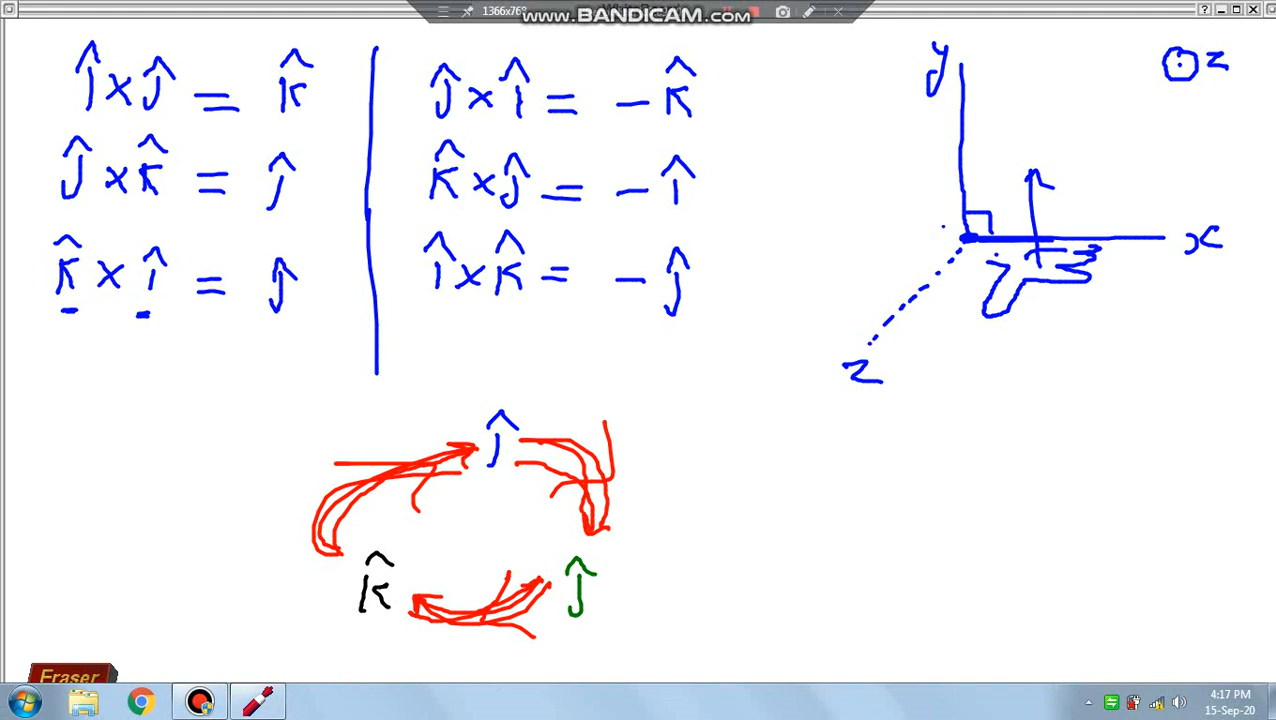 1366x768
www.BANDICAM.com
î x ĵ = k̂
ĵ x k̂ = î
k̂ x î = ĵ
ĵ x î = - k̂
k̂ x ĵ = - î
î x k̂ = - ĵ
y
z
x
z
î
k̂
ĵ
Eraser
4:17 PM
15-Sep-20